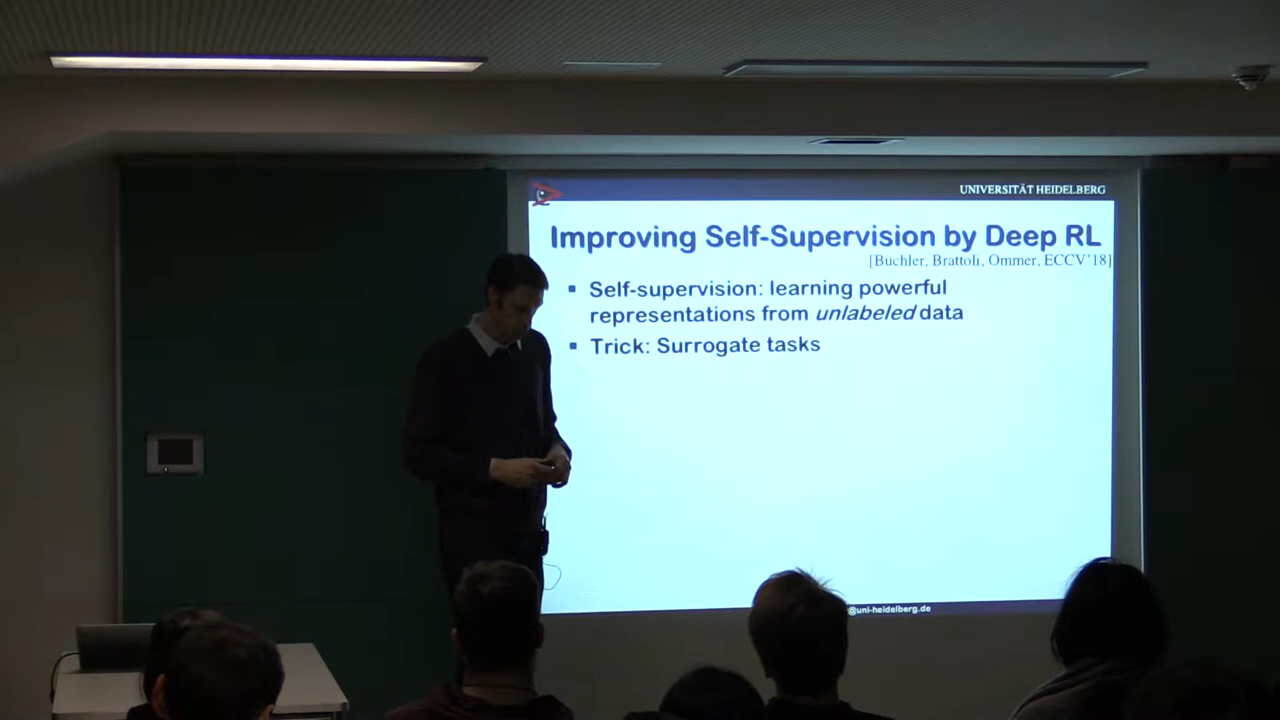 UNIVERSITÄT HEIDELBERG
Improving Self-Supervision by Deep RL
[Büchler, Brattoli, Ommer, ECCV'18]
▪ Self-supervision: learning powerful
representations from unlabeled data
▪ Trick: Surrogate tasks
@uni-heidelberg.de